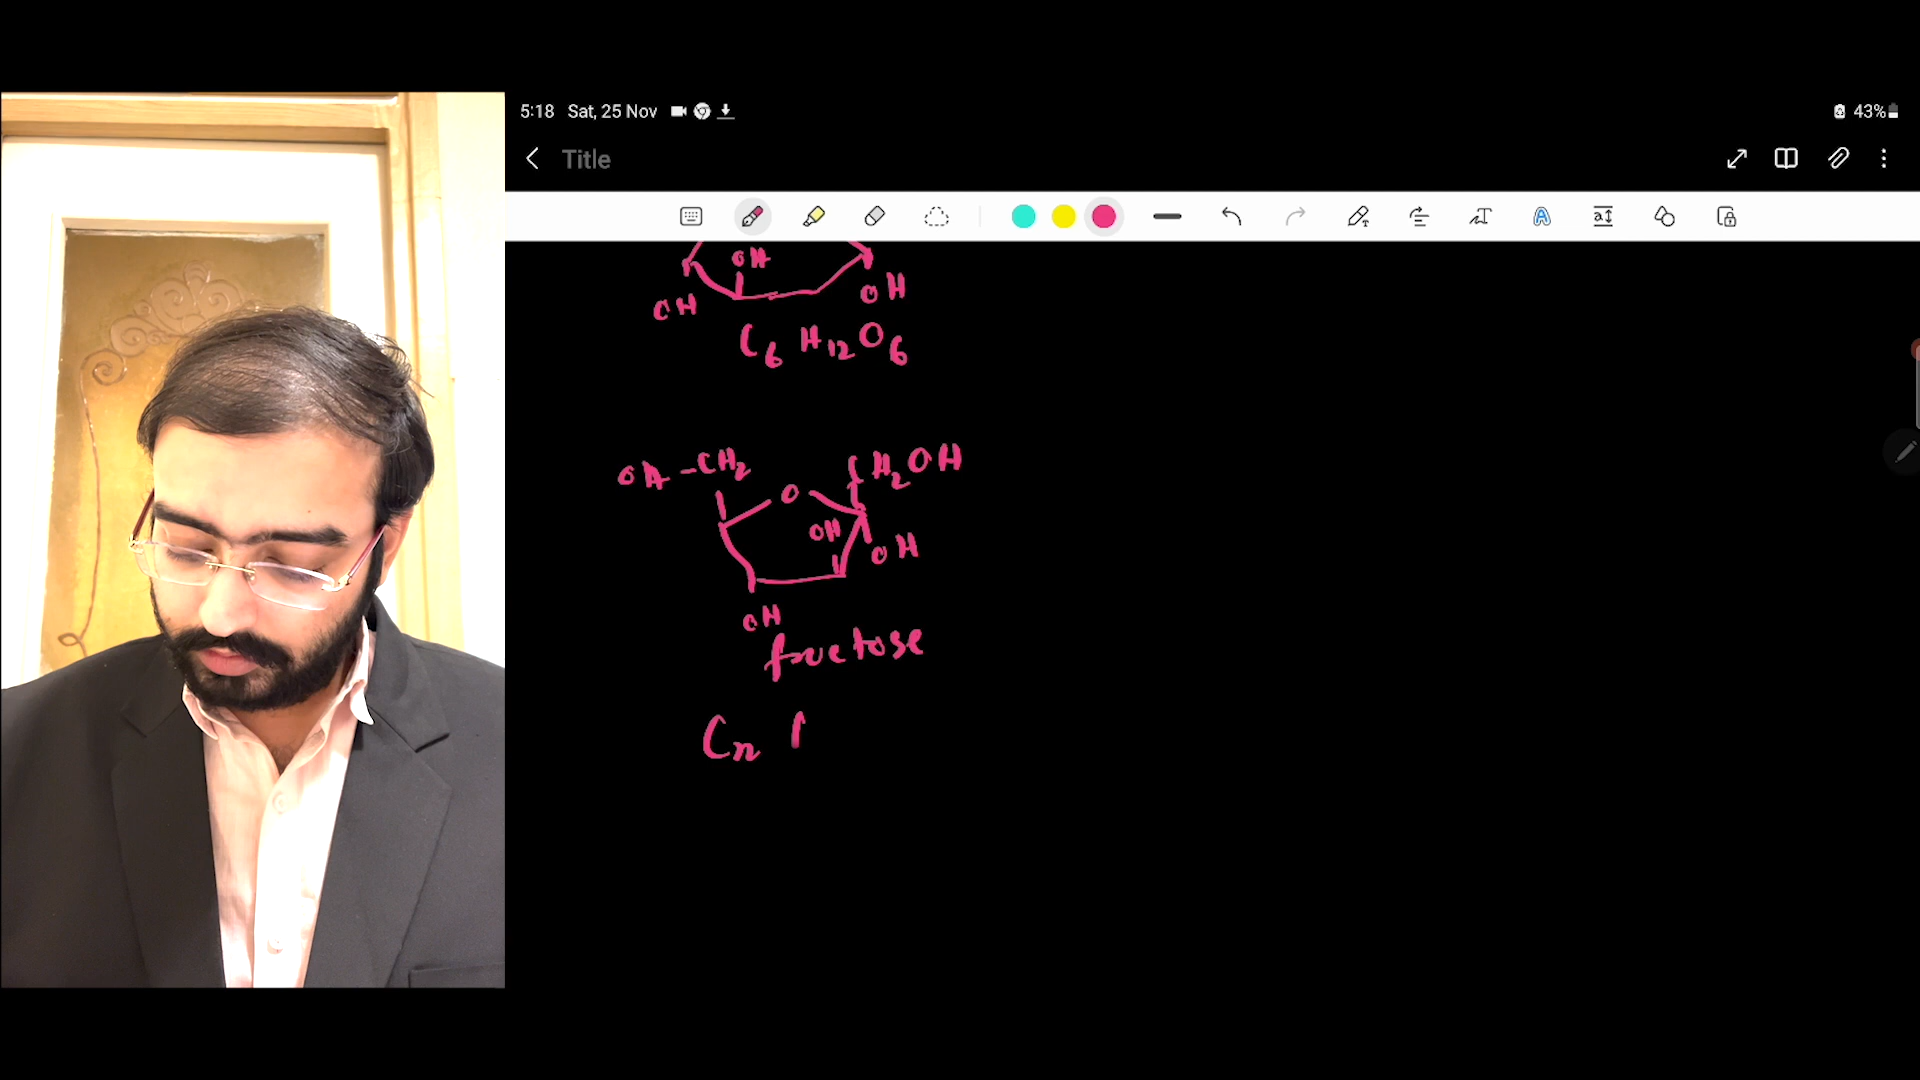 5:18 Sat, 25 Nov 43%
Title
OH
OH OH
C6 H12 O6
OH - CH2 CH2OH
O
OH
OH
OH
fructose
Cn